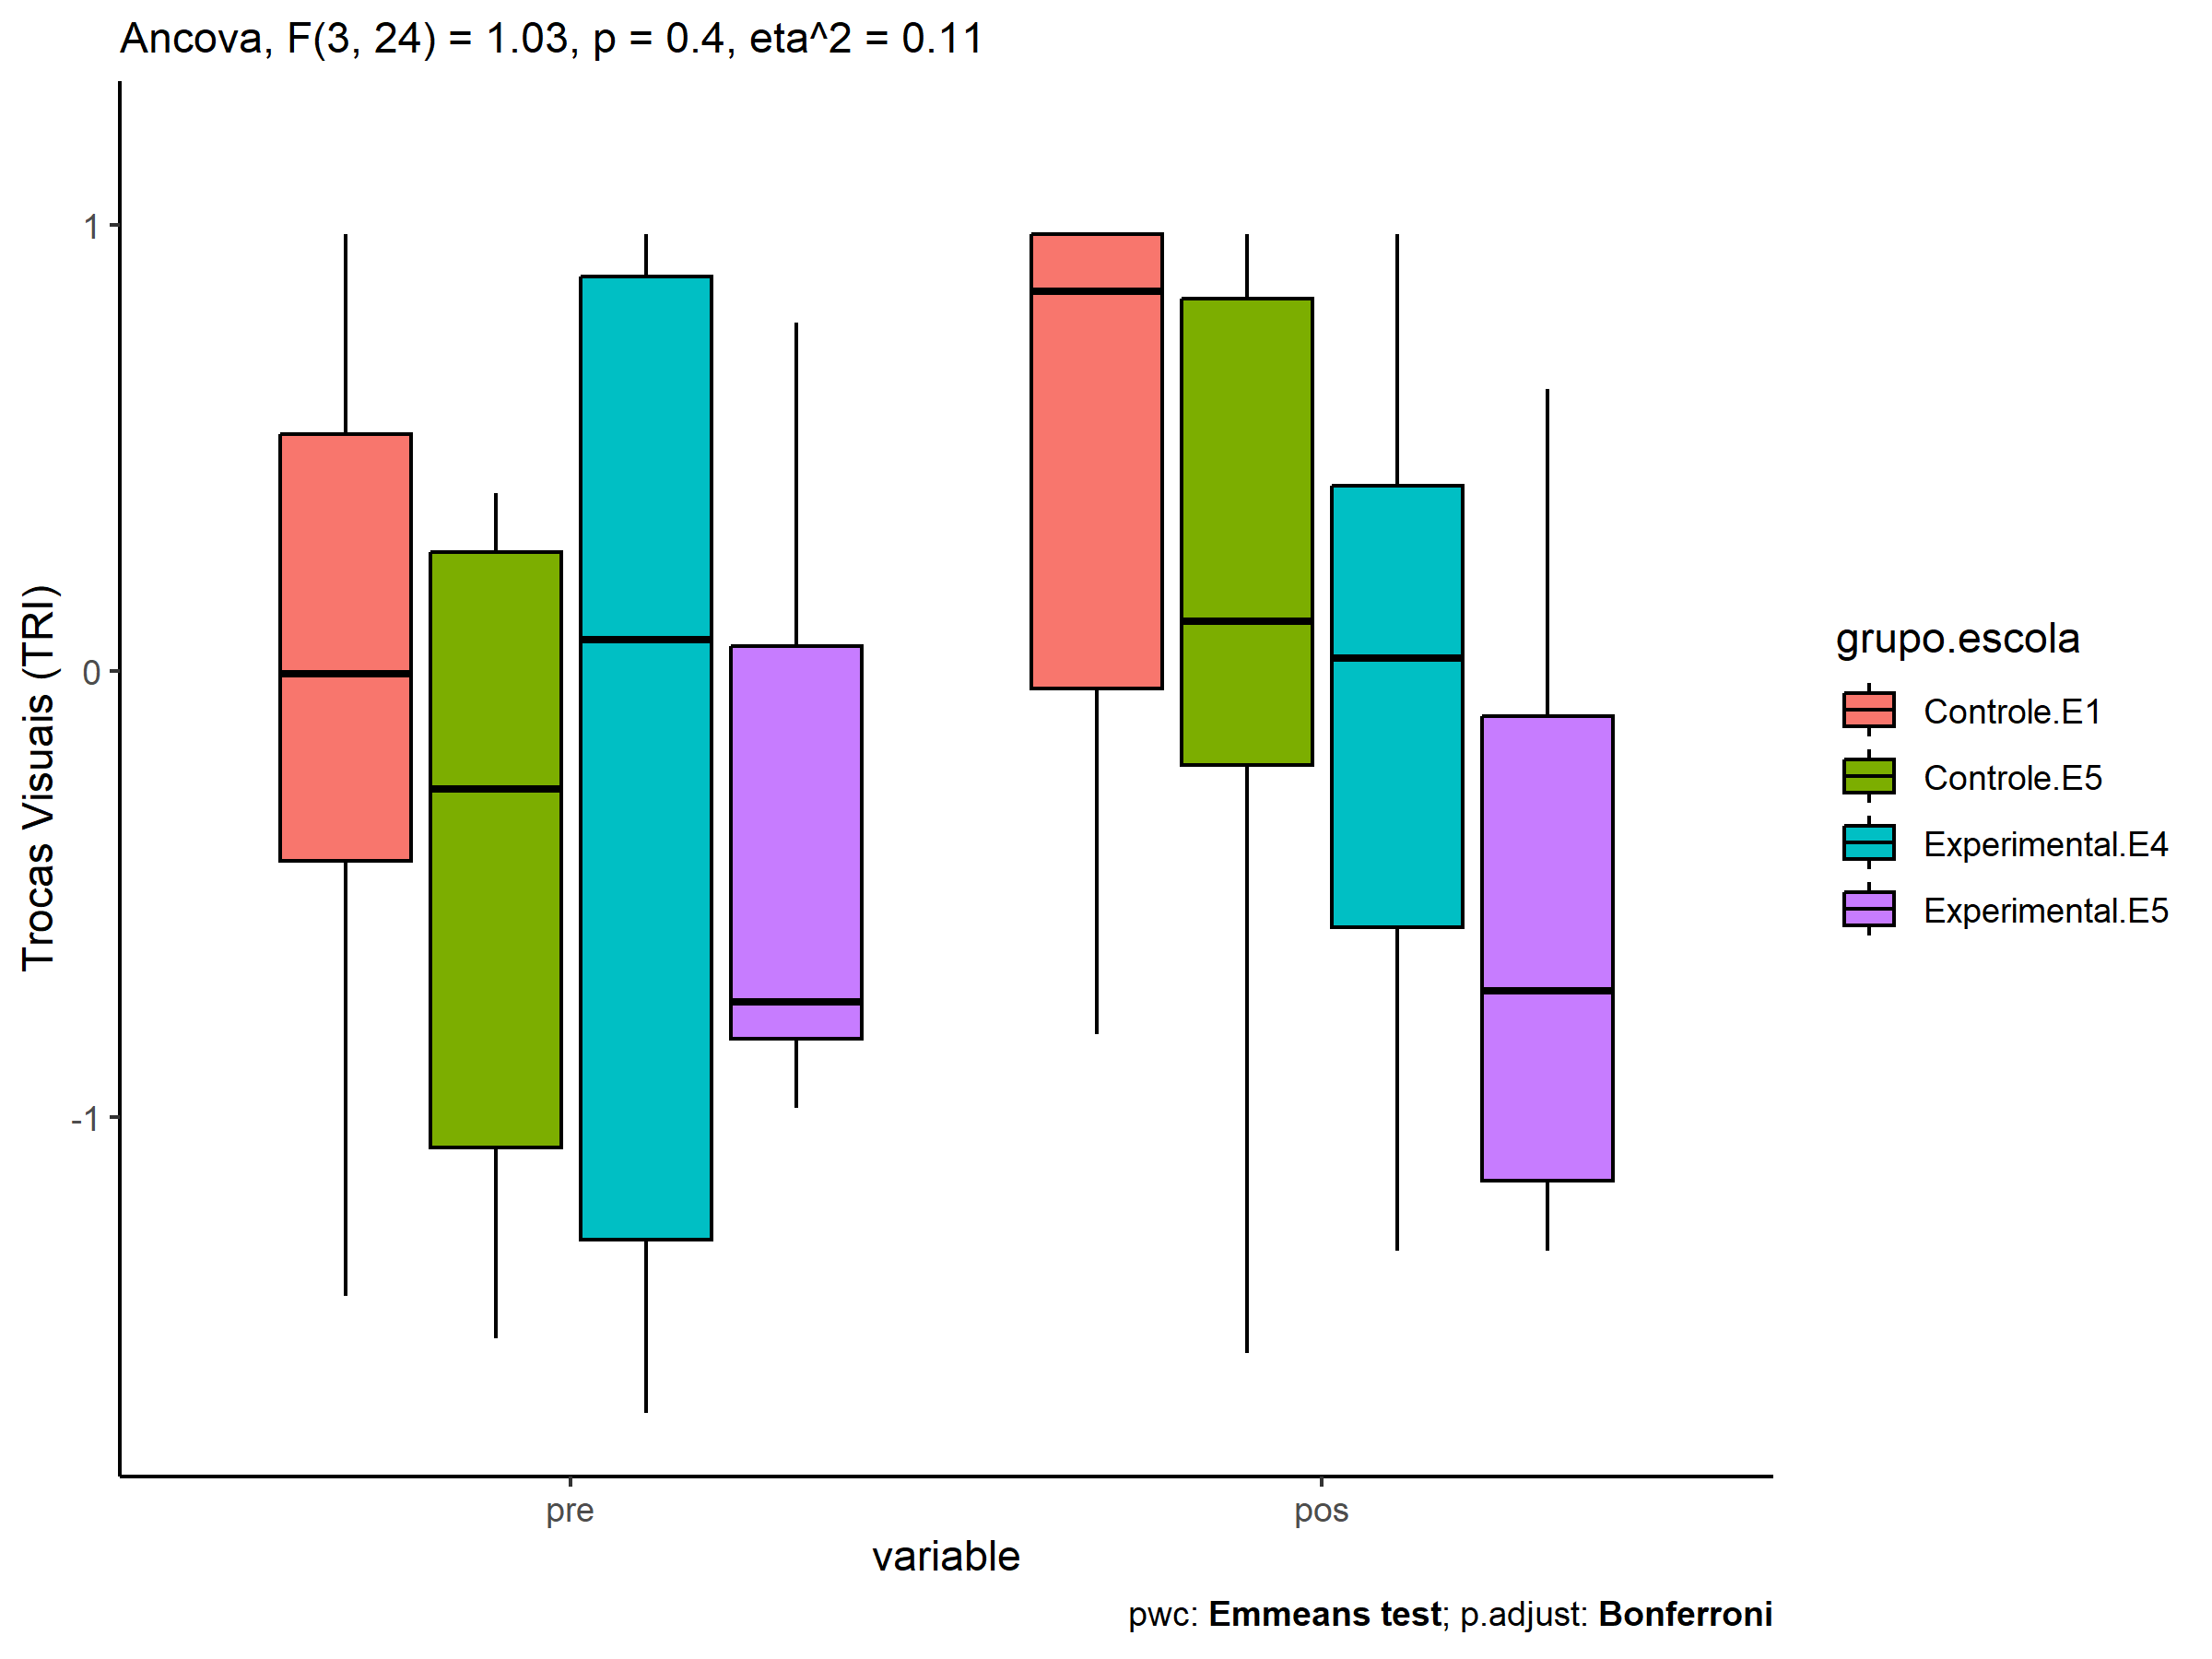 Ancova, F(3, 24) = 1.03, p = 0.4, eta^2 = 0.11
Trocas Visuais (TRI)
1
0
-1
pre
pos
variable
grupo.escola
Controle.E1
Controle.E5
Experimental.E4
Experimental.E5
pwc: Emmeans test; p.adjust: Bonferroni